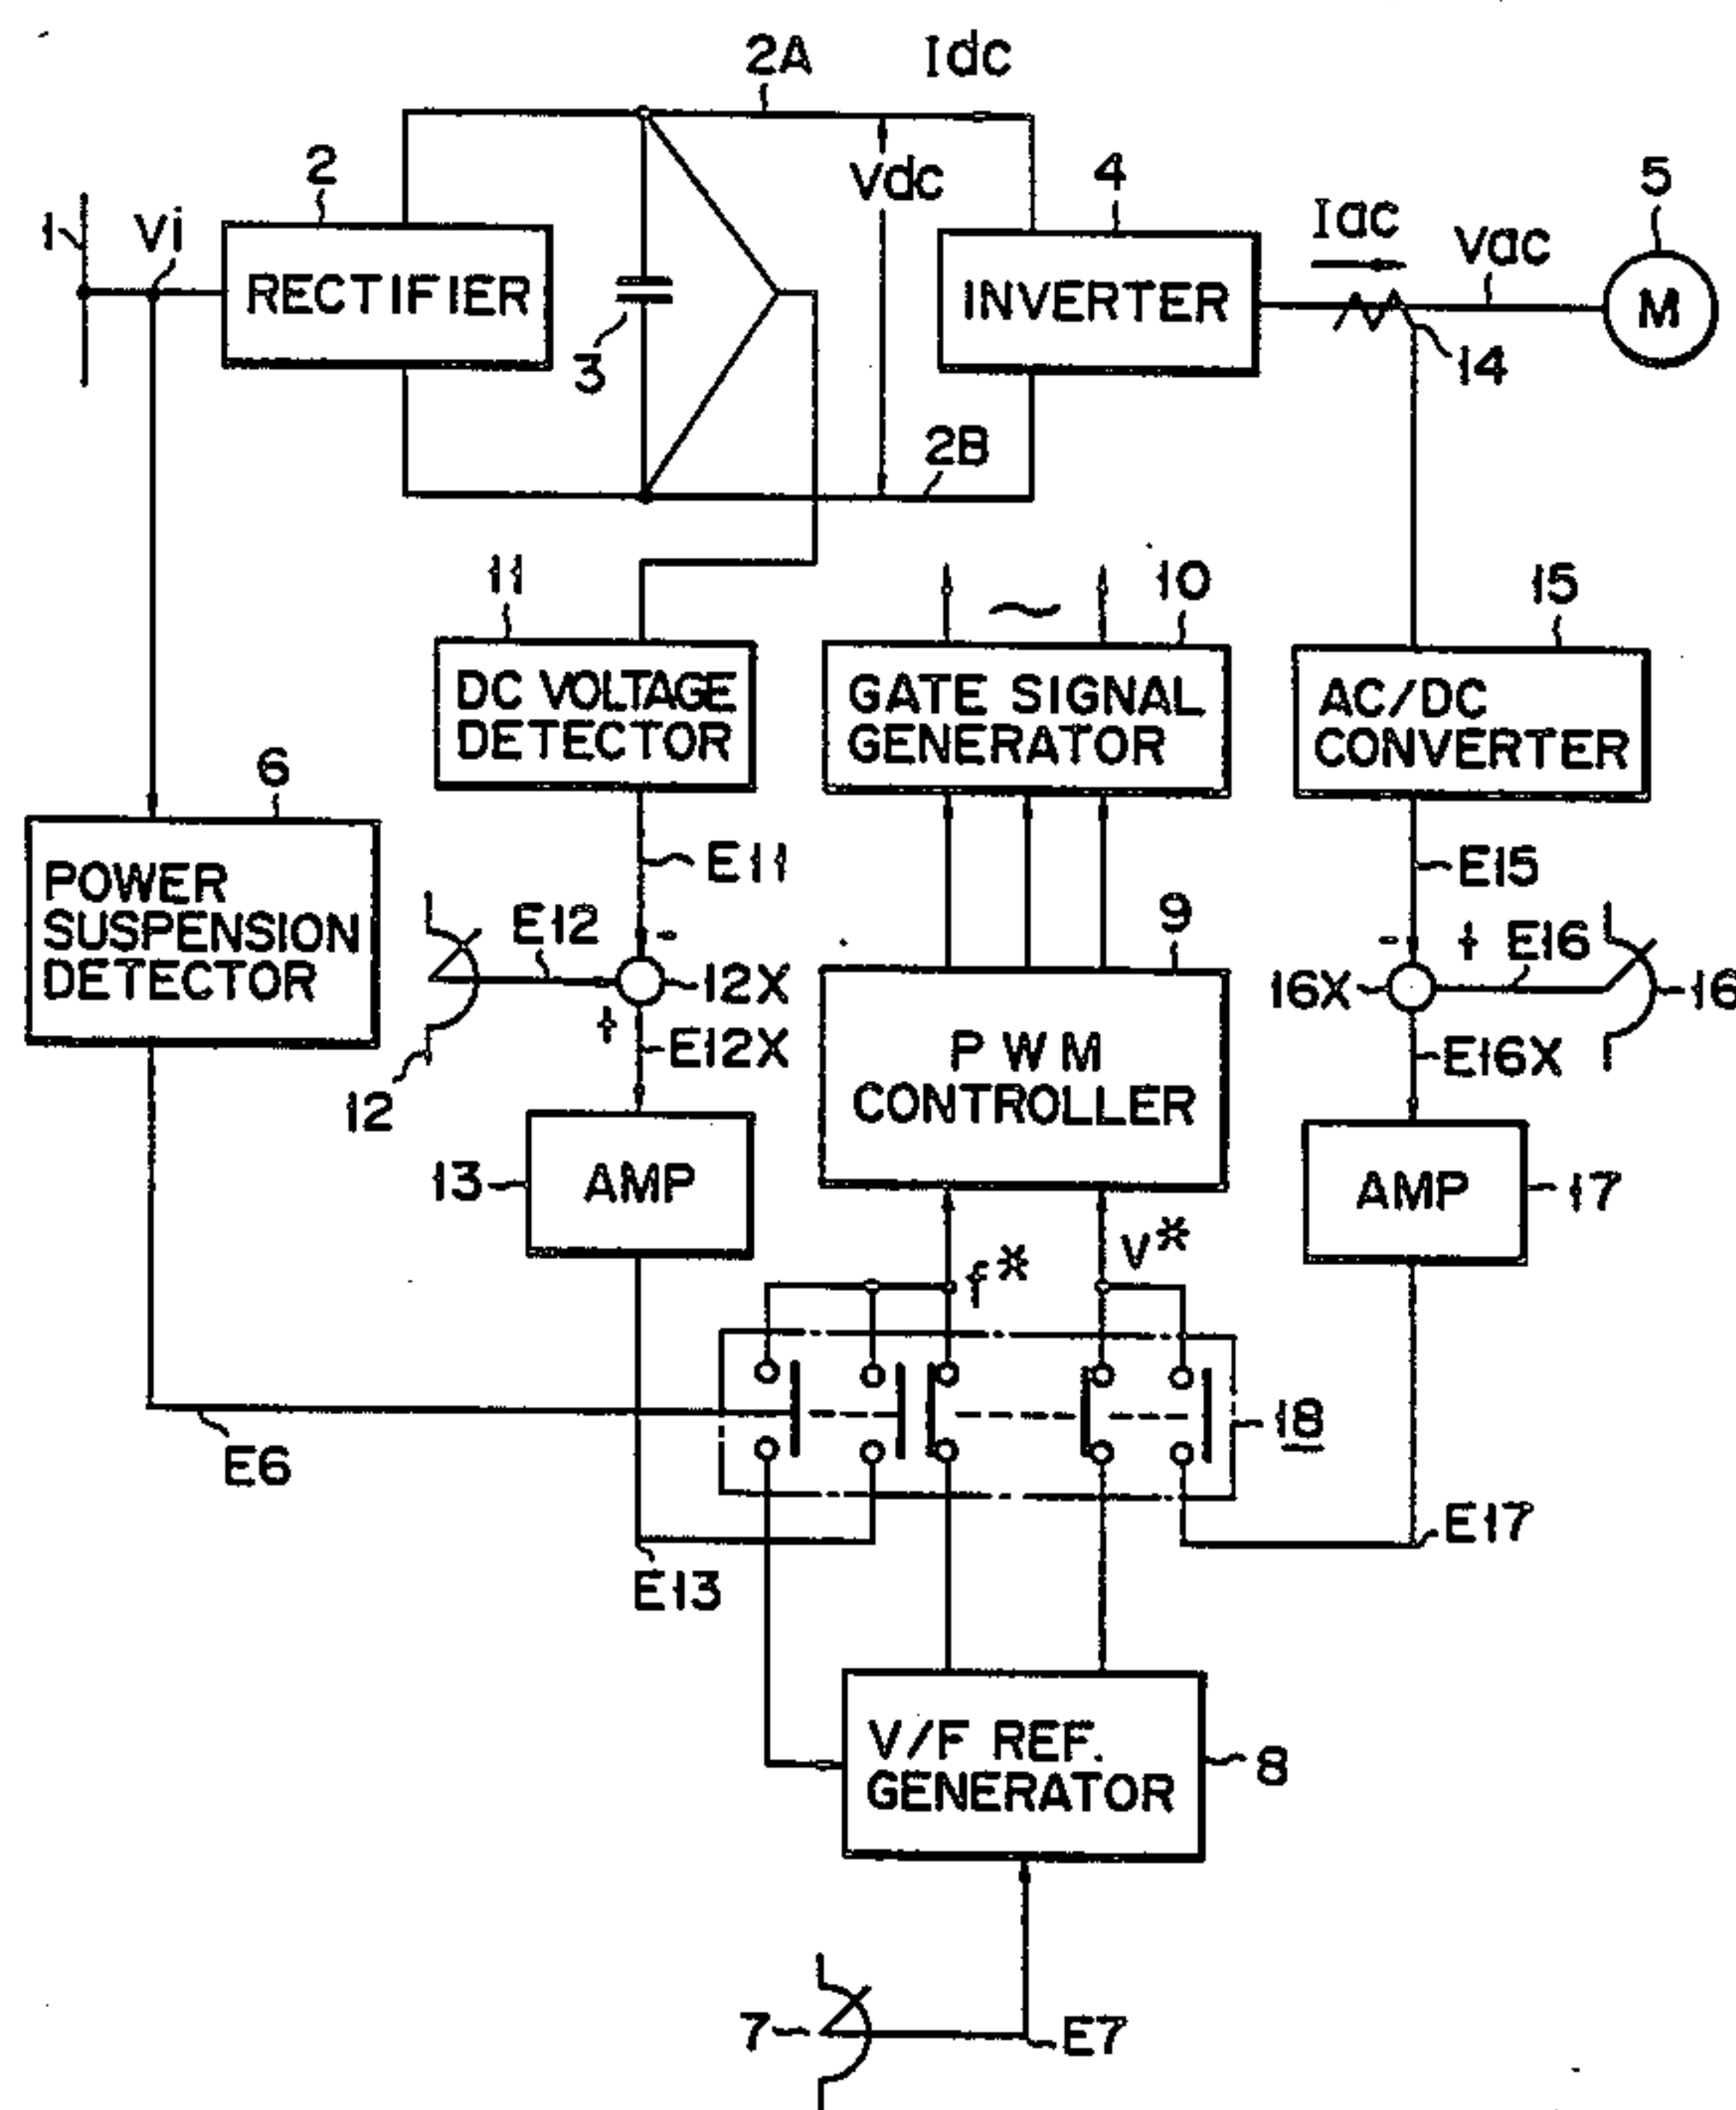 2A
Idc
2
Vdc
4
5
1
Vi
Iac
Vac
RECTIFIER
INVERTER
M
3
14
2B
11
10
15
DC VOLTAGE
DETECTOR
~
GATE SIGNAL
GENERATOR
AC/DC
CONVERTER
6
E11
E15
POWER
SUSPENSION
DETECTOR
E12
-
12X
+
E12X
12
9
-
+
E16
16X
16
E16X
PWM
CONTROLLER
13
AMP
AMP
17
f*
V*
E6
18
E13
E17
V/F REF.
GENERATOR
8
7
E7